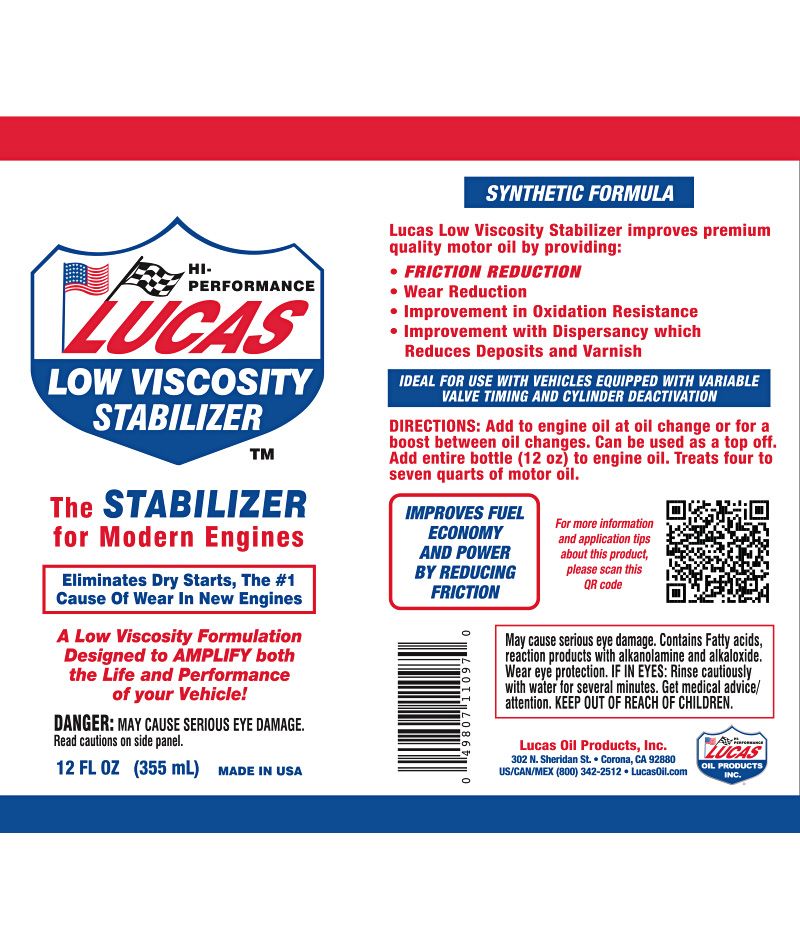 HI-
PERFORMANCE
LUCAS
LOW VISCOSITY
STABILIZER
TM
The STABILIZER
for Modern Engines
Eliminates Dry Starts, The #1
Cause Of Wear In New Engines
A Low Viscosity Formulation
Designed to AMPLIFY both
the Life and Performance
of your Vehicle!
DANGER: MAY CAUSE SERIOUS EYE DAMAGE.
Read cautions on side panel.
12 FL OZ (355 mL) MADE IN USA
SYNTHETIC FORMULA
Lucas Low Viscosity Stabilizer improves premium
quality motor oil by providing:
• FRICTION REDUCTION
• Wear Reduction
• Improvement in Oxidation Resistance
• Improvement with Dispersancy which
Reduces Deposits and Varnish
IDEAL FOR USE WITH VEHICLES EQUIPPED WITH VARIABLE
VALVE TIMING AND CYLINDER DEACTIVATION
DIRECTIONS: Add to engine oil at oil change or for a
boost between oil changes. Can be used as a top off.
Add entire bottle (12 oz) to engine oil. Treats four to
seven quarts of motor oil.
IMPROVES FUEL
ECONOMY
AND POWER
BY REDUCING
FRICTION
For more information
and application tips
about this product,
please scan this
QR code
0 49807 11097 0
May cause serious eye damage. Contains Fatty acids,
reaction products with alkanolamine and alkaloxide.
Wear eye protection. IF IN EYES: Rinse cautiously
with water for several minutes. Get medical advice/
attention. KEEP OUT OF REACH OF CHILDREN.
Lucas Oil Products, Inc.
302 N. Sheridan St. • Corona, CA 92880
US/CAN/MEX (800) 342-2512 • LucasOil.com
HI-
PERFORMANCE
LUCAS
OIL PRODUCTS
INC.